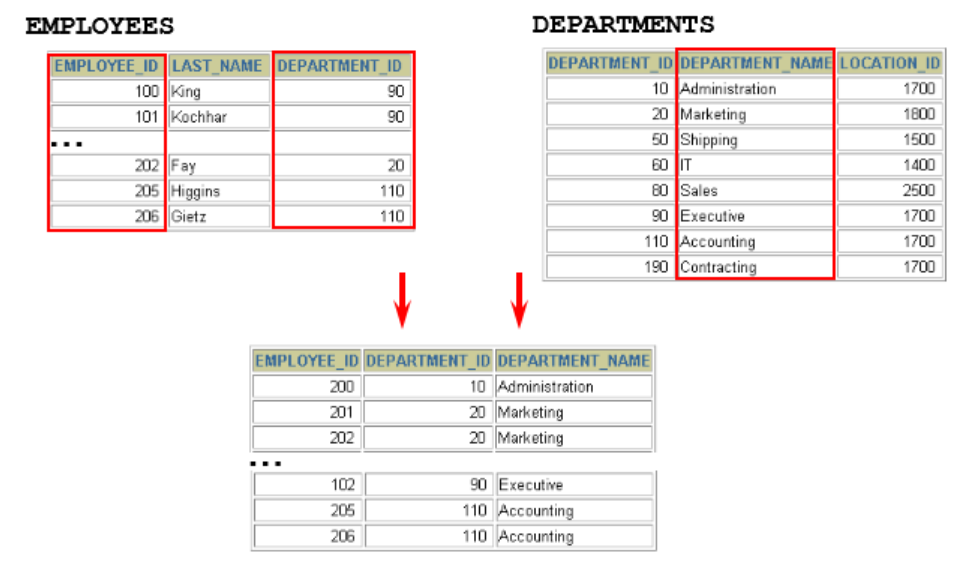 EMPLOYEES
EMPLOYEE_ID LAST_NAME DEPARTMENT_ID
100 King 90
101 Kochhar 90
...
202 Fay 20
205 Higgins 110
206 Gietz 110
DEPARTMENTS
DEPARTMENT_ID DEPARTMENT_NAME LOCATION_ID
10 Administration 1700
20 Marketing 1800
50 Shipping 1500
60 IT 1400
80 Sales 2500
90 Executive 1700
110 Accounting 1700
190 Contracting 1700
EMPLOYEE_ID DEPARTMENT_ID DEPARTMENT_NAME
200 10 Administration
201 20 Marketing
202 20 Marketing
...
102 90 Executive
205 110 Accounting
206 110 Accounting